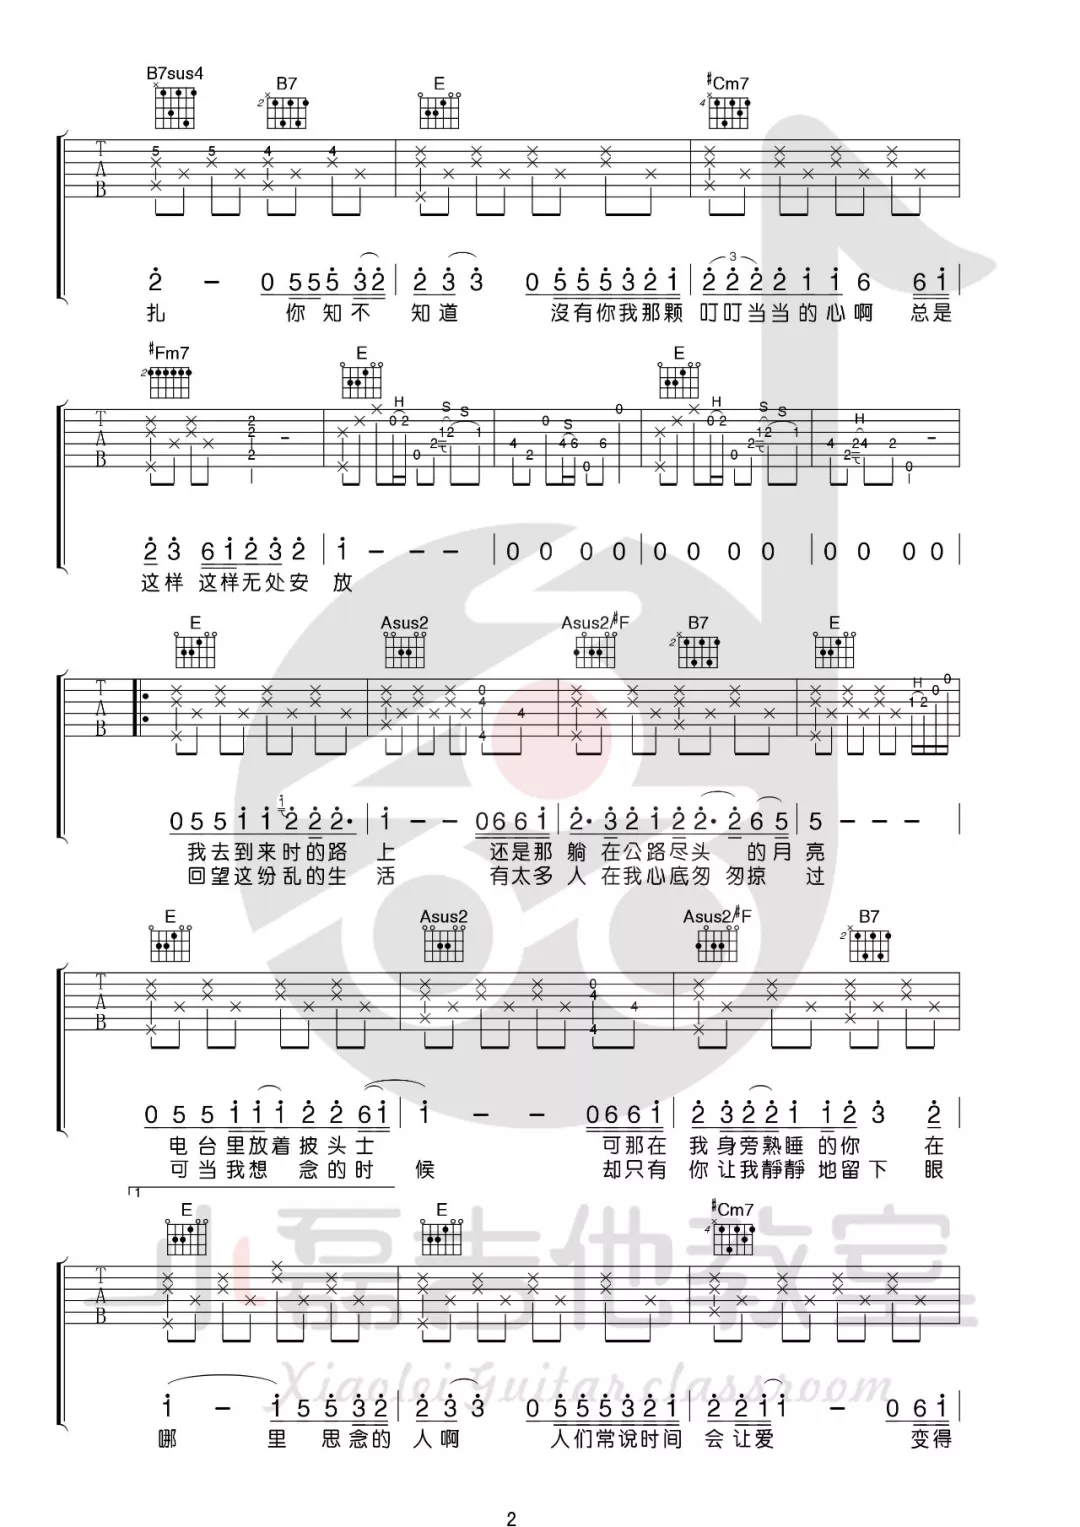 B7sus4 B7 E #Cm7
2 – 0 5 5 5 3 2 2 3 3 0 5 5 5 3 2 1 2 2 2 2 1 1 6 6 1
扎 你知不 知道 沒有你我那颗 叮叮当当的心啊 总是
#Fm7 E E
2 3 6 1 2 3 2 1 – – – 0 0 0 0 0 0 0 0 0 0 0 0
这样 这样无处安 放
E Asus2 Asus2/#F B7 E
0 5 5 1 1 2 2 2· 1 – – 0 6 6 1 2· 3 2 1 2 2· 2 6 5 5 – – –
我去到来时的路 上 还是那 躺 在公路尽头 的月 亮
回望这纷乱的生 活 有太多 人 在我心底匆 匆掠 过
E Asus2 Asus2/#F B7
0 5 5 1 1 1 2 2 6 1 1 – – 0 6 6 1 2 3 2 2 1 1 2 3 2
电台里放着披头士 可那在 我身旁熟睡的你 在
可当我想 念的时 候 却只有 你让我靜靜地留下 眼
1
E E #Cm7
1 – 1 5 5 3 2 2 3 3 0 5 5 5 3 2 1 2 2 1 1 – 0 6 1
哪 里 思念的 人啊 人们常说时间 会让爱 变得
小磊吉他教室
Xiaolei Guitar classroom
2